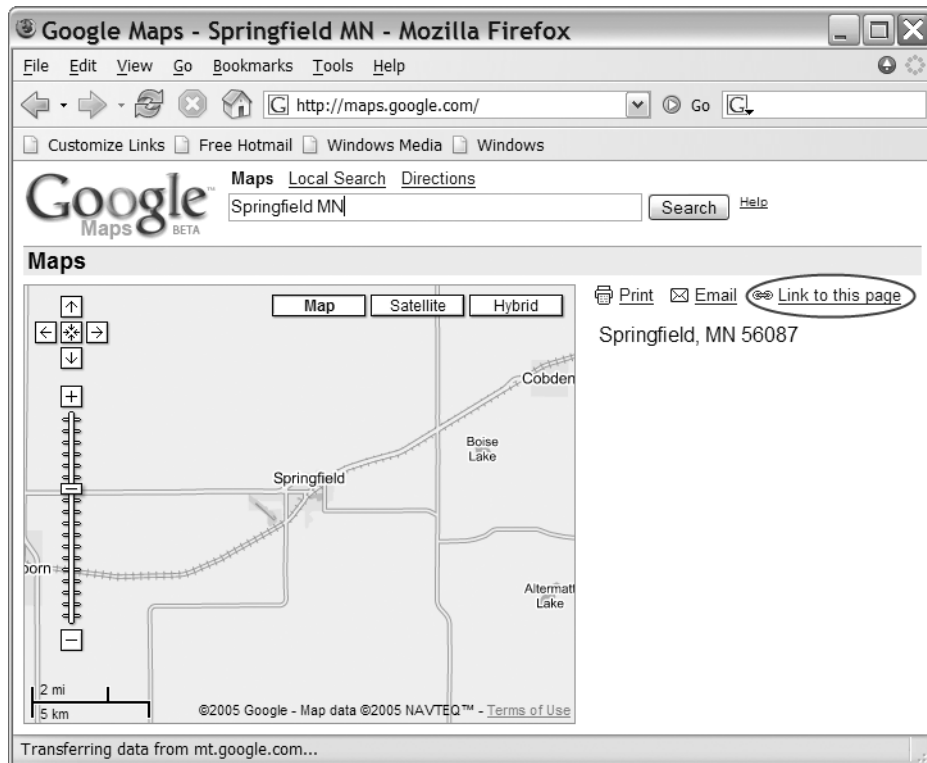 Google Maps - Springfield MN - Mozilla Firefox
File Edit View Go Bookmarks Tools Help
G http://maps.google.com/ Go G
Customize Links Free Hotmail Windows Media Windows
Google™ Maps BETA
Maps Local Search Directions
Springfield MN Search Help
Maps
Map Satellite Hybrid
Print Email Link to this page
Springfield, MN 56087
Cobden
Boise
Lake
Springfield
born
Altermatt
Lake
2 mi
5 km
©2005 Google - Map data ©2005 NAVTEQ™ - Terms of Use
Transferring data from mt.google.com...